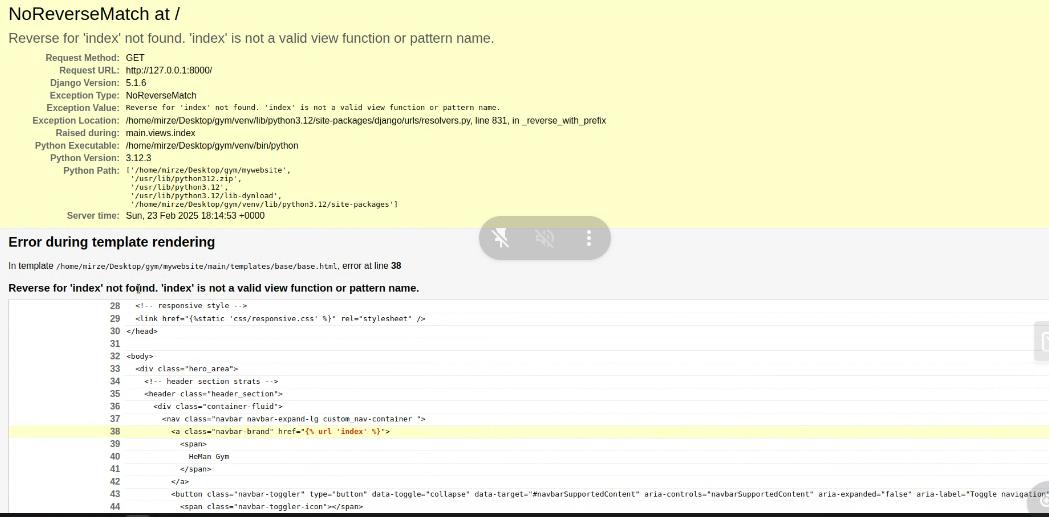 NoReverseMatch at /
Reverse for 'index' not found. 'index' is not a valid view function or pattern name.
Request Method: GET
Request URL: http://127.0.0.1:8000/
Django Version: 5.1.6
Exception Type: NoReverseMatch
Exception Value: Reverse for 'index' not found. 'index' is not a valid view function or pattern name.
Exception Location: /home/mirze/Desktop/gym/venv/lib/python3.12/site-packages/django/urls/resolvers.py, line 831, in _reverse_with_prefix
Raised during: main.views.index
Python Executable: /home/mirze/Desktop/gym/venv/bin/python
Python Version: 3.12.3
Python Path: ['/home/mirze/Desktop/gym/mywebsite',
'/usr/lib/python312.zip',
'/usr/lib/python3.12',
'/usr/lib/python3.12/lib-dynload',
'/home/mirze/Desktop/gym/venv/lib/python3.12/site-packages']
Server time: Sun, 23 Feb 2025 18:14:53 +0000
Error during template rendering
In template /home/mirze/Desktop/gym/mywebsite/main/templates/base/base.html, error at line 38
Reverse for 'index' not found. 'index' is not a valid view function or pattern name.
28 <!-- responsive style -->
29 <link href="{%static 'css/responsive.css' %}" rel="stylesheet" />
30 </head>
31
32 <body>
33 <div class="hero_area">
34 <!-- header section strats -->
35 <header class="header_section">
36 <div class="container-fluid">
37 <nav class="navbar navbar-expand-lg custom_nav-container ">
38 <a class="navbar-brand" href="{% url 'index' %}">
39 <span>
40 HeMan Gym
41 </span>
42 </a>
43 <button class="navbar-toggler" type="button" data-toggle="collapse" data-target="#navbarSupportedContent" aria-controls="navbarSupportedContent" aria-expanded="false" aria-label="Toggle navigation"
44 <span class="navbar-toggler-icon"></span>